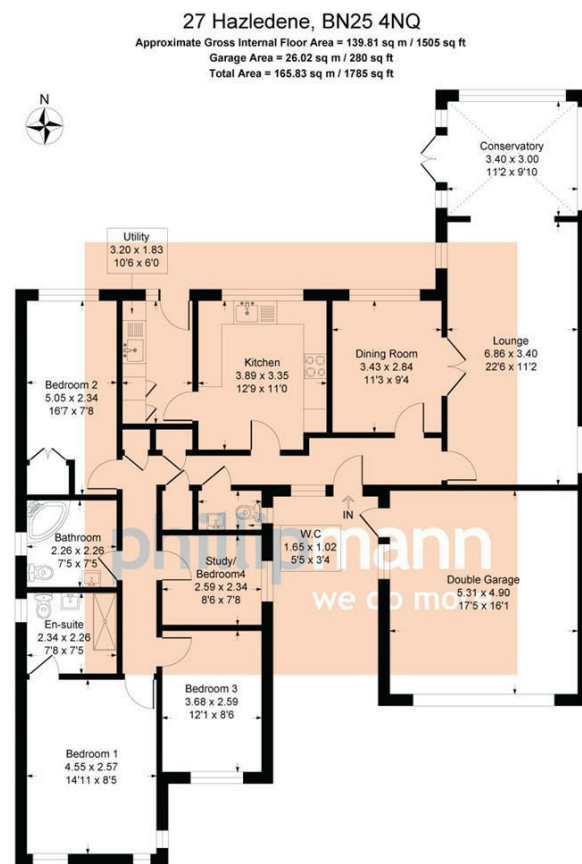 27 Hazledene, BN25 4NQ
Approximate Gross Internal Floor Area = 139.81 sq m / 1505 sq ft
Garage Area = 26.02 sq m / 280 sq ft
Total Area = 165.83 sq m / 1785 sq ft
N
Conservatory
3.40 x 3.00
11'2 x 9'10
Utility
3.20 x 1.83
10'6 x 6'0
Kitchen
3.89 x 3.35
12'9 x 11'0
Dining Room
3.43 x 2.84
11'3 x 9'4
Lounge
6.86 x 3.40
22'6 x 11'2
Bedroom 2
5.05 x 2.34
16'7 x 7'8
IN
Bathroom
2.26 x 2.26
7'5 x 7'5
W.C
1.65 x 1.02
5'5 x 3'4
Study/
Bedroom4
2.59 x 2.34
8'6 x 7'8
phillipmann
we do more
Double Garage
5.31 x 4.90
17'5 x 16'1
En-suite
2.34 x 2.26
7'8 x 7'5
Bedroom 3
3.68 x 2.59
12'1 x 8'6
Bedroom 1
4.55 x 2.57
14'11 x 8'5